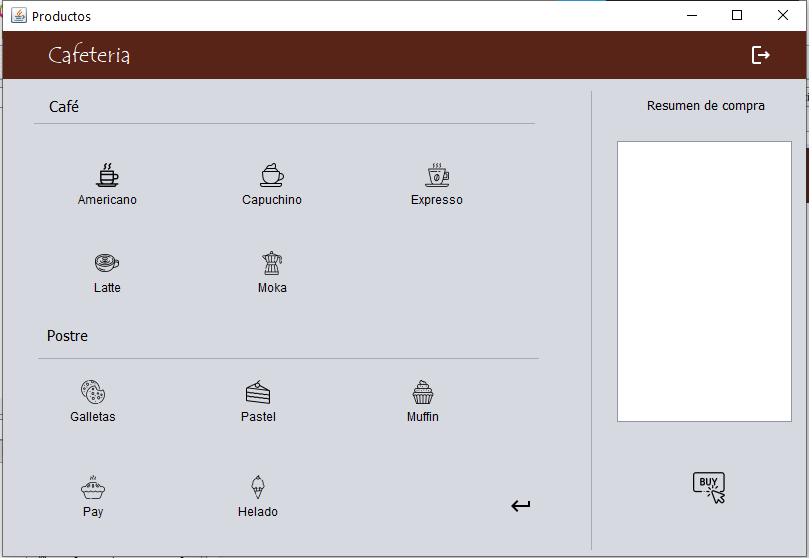 Productos
Cafeteria
Café
Resumen de compra
Americano
Capuchino
Expresso
Latte
Moka
Postre
Galletas
Pastel
Muffin
Pay
Helado
BUY